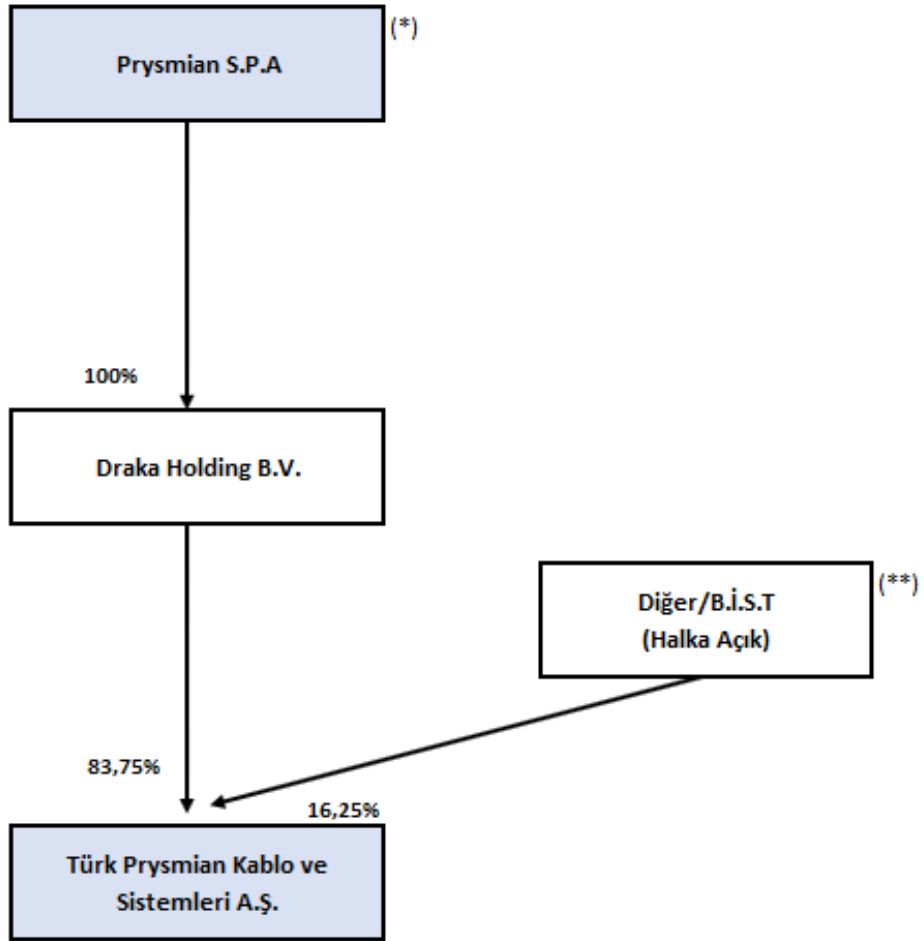 Prysmian S.P.A
(*)
100%
Draka Holding B.V.
Diğer/B.İ.S.T
(Halka Açık)
(**)
83,75%
16,25%
Türk Prysmian Kablo ve
Sistemleri A.Ş.